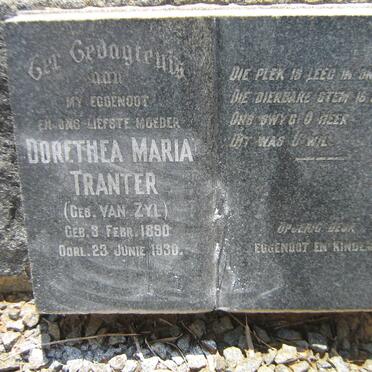 Ter Gedagtenis
aan
MY EGGENOOT
EN ONS LIEFSTE MOEDER
DORETHEA MARIA
TRANTER
(GEB. VAN ZYL)
GEB. 3 FEBR. 1890
OORL. 23 JUNIE 1930.
DIE PLEK IS LEEG IN
DIE DIERBARE STEM IS
ONS SWYG O HEER
DIT WAS U WIL
OPGERIG DEUR
EGGENOOT EN KINDER